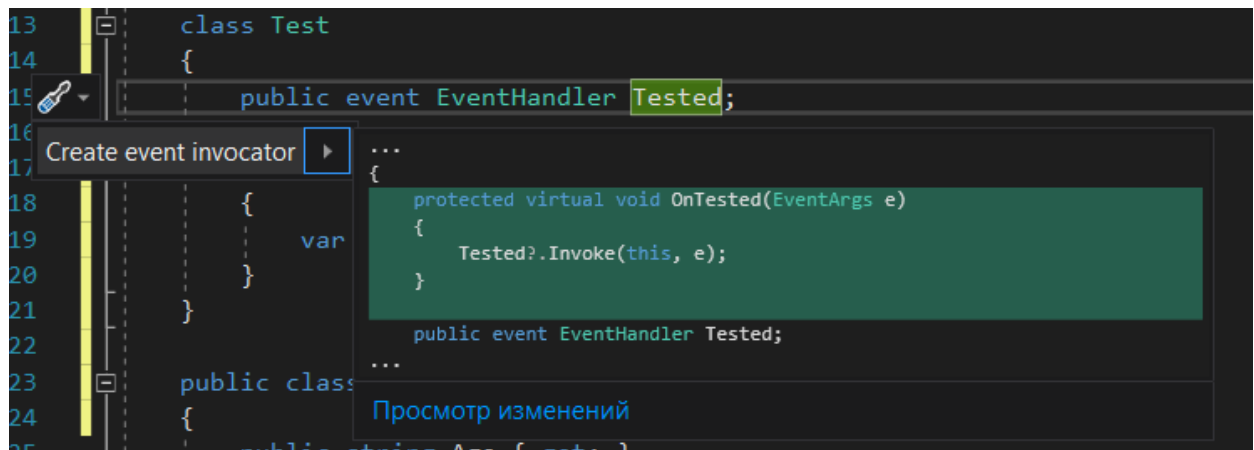 13 class Test
14 {
15 public event EventHandler Tested;
16
Create event invocator
17
...
{
protected virtual void OnTested(EventArgs e)
{
Tested?.Invoke(this, e);
}
public event EventHandler Tested;
...
Просмотр изменений
18 {
19 var
20 }
21 }
22
23 public class
24 {